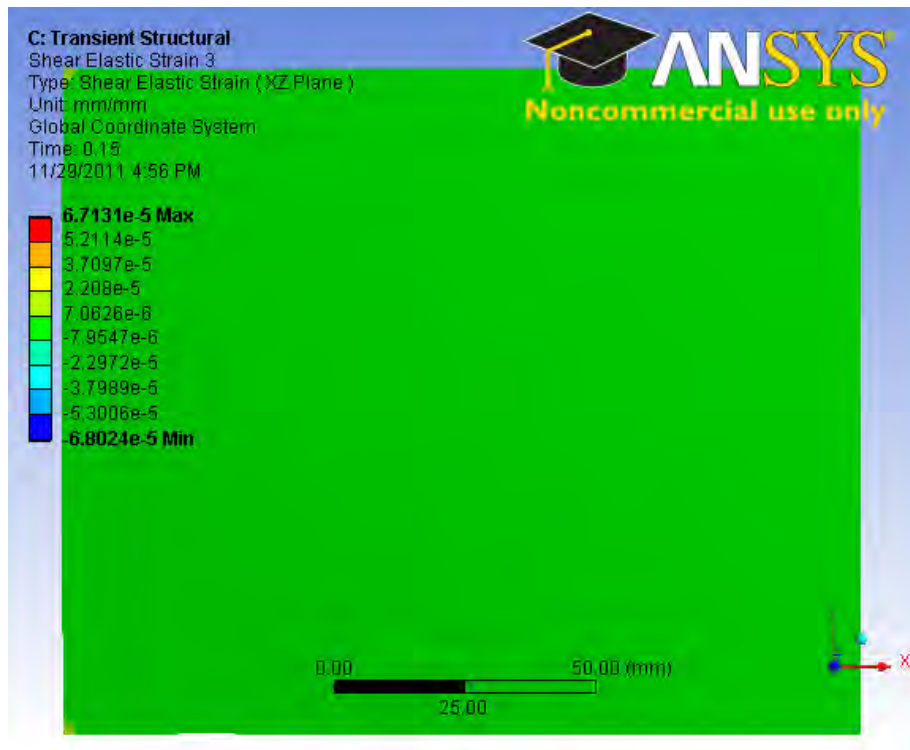 C: Transient Structural
Shear Elastic Strain 3
Type: Shear Elastic Strain (XZ Plane)
Unit: mm/mm
Global Coordinate System
Time: 0.15
11/29/2011 4:56 PM
ANSYS
Noncommercial use only
6.7131e-5 Max
5.2114e-5
3.7097e-5
2.208e-5
7.0626e-6
-7.9547e-6
-2.2972e-5
-3.7989e-5
-5.3006e-5
-6.8024e-5 Min
0.00
50.00 (mm)
25.00
X